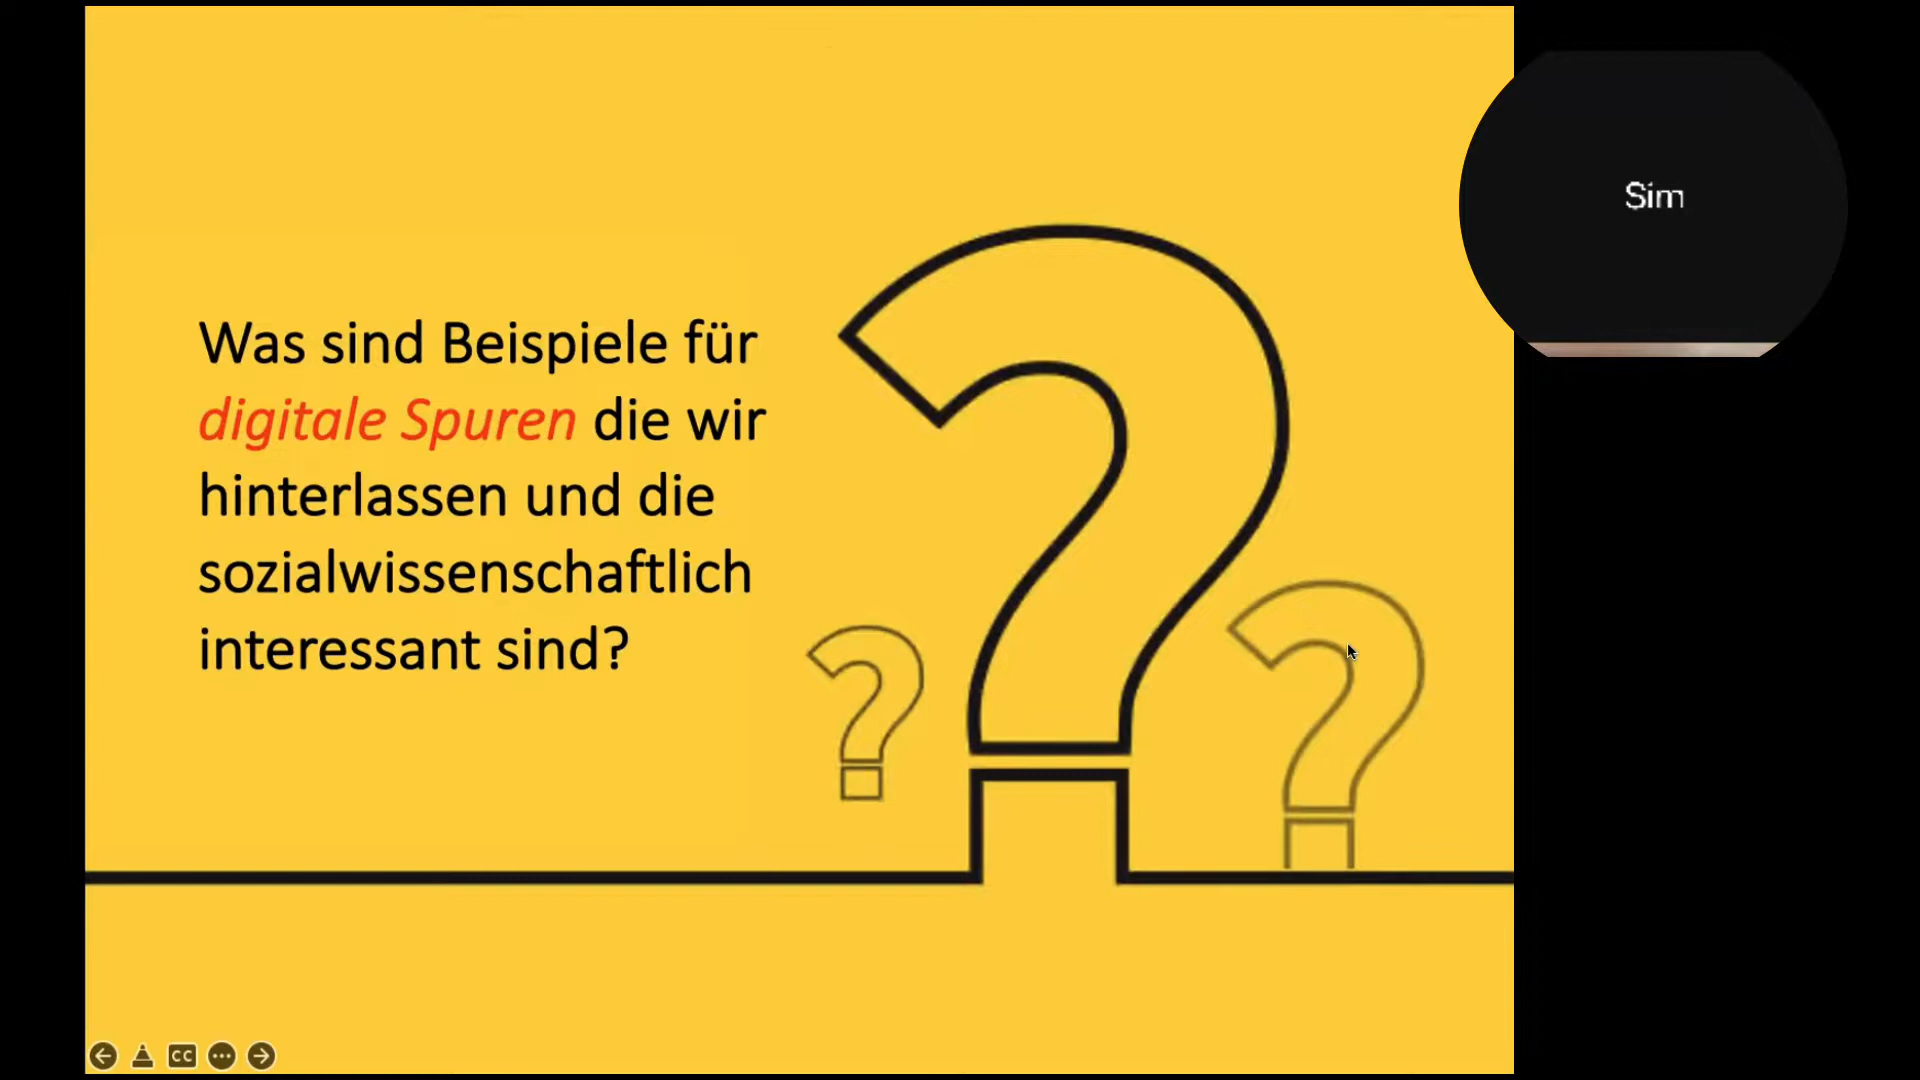 Was sind Beispiele für
digitale Spuren die wir
hinterlassen und die
sozialwissenschaftlich
interessant sind?
Sim
CC